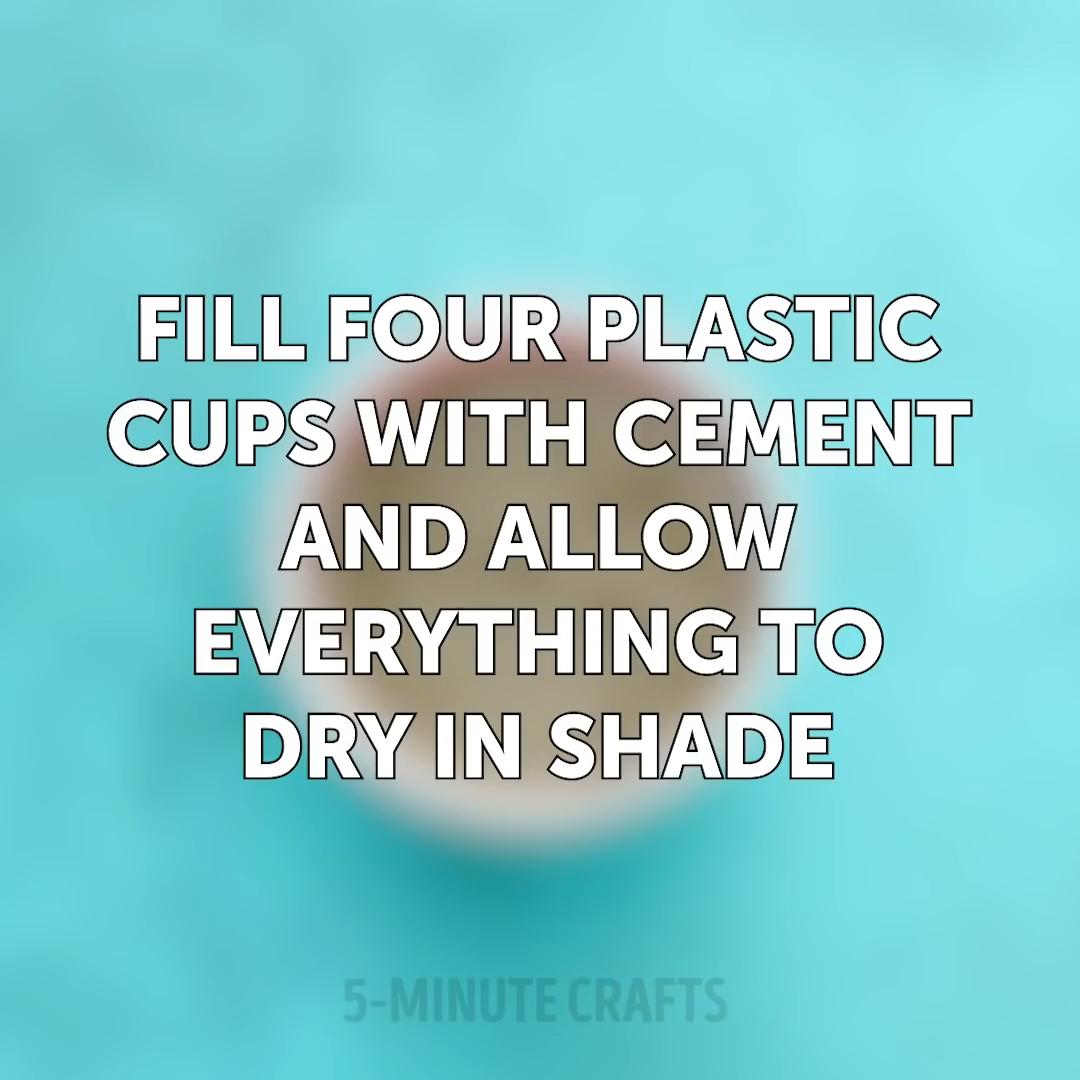 FILL FOUR PLASTIC
CUPS WITH CEMENT
AND ALLOW
EVERYTHING TO
DRY IN SHADE
5-MINUTE CRAFTS